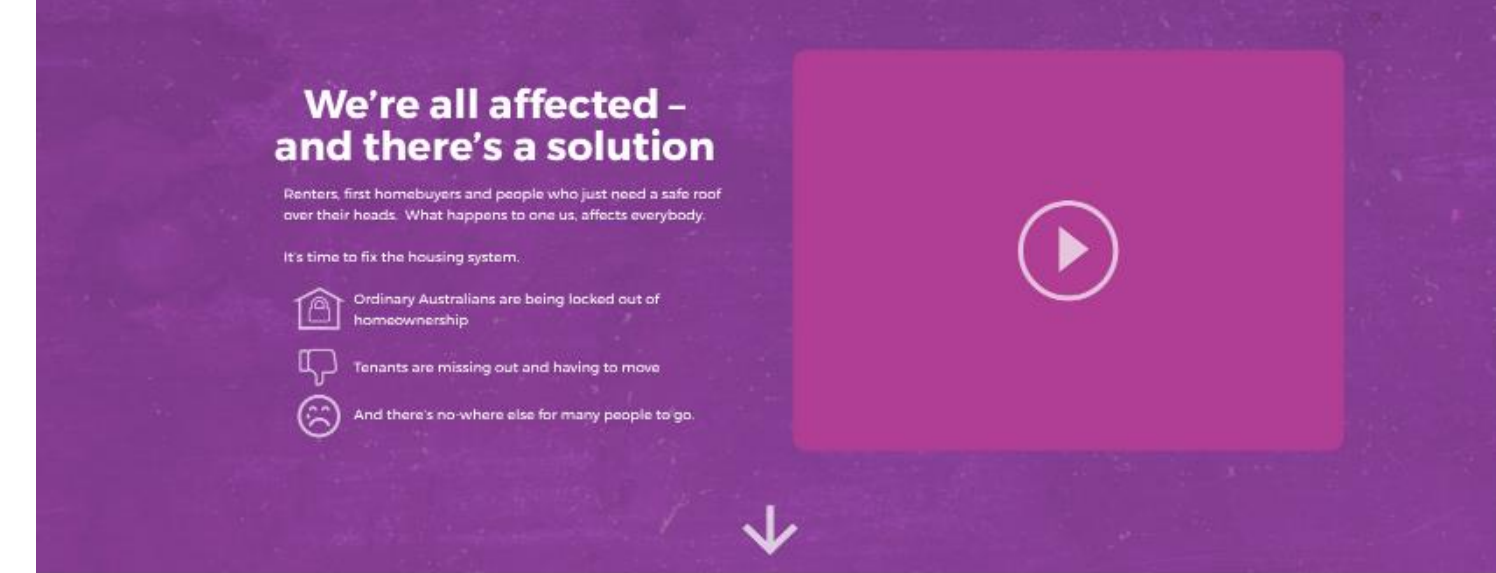 We're all affected –
and there's a solution
Renters, first homebuyers and people who just need a safe roof
over their heads.  What happens to one us, affects everybody.
It's time to fix the housing system.
Ordinary Australians are being locked out of
homeownership
Tenants are missing out and having to move
And there's no-where else for many people to go.